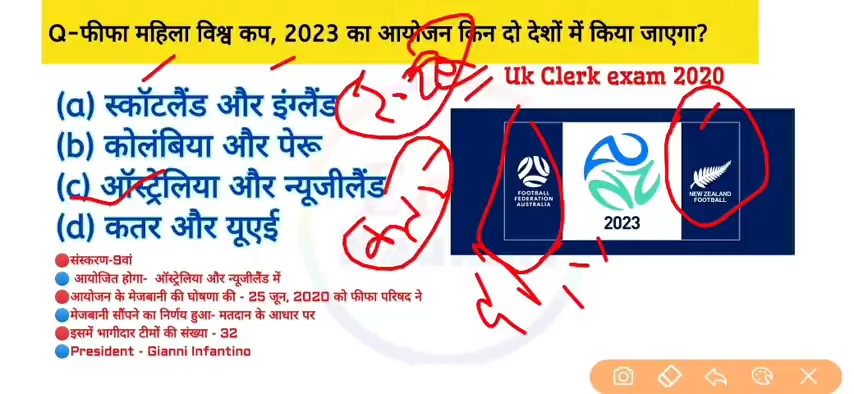 Q-फीफा महिला विश्व कप, 2023 का आयोजन किन दो देशों में किया जाएगा?
Uk Clerk exam 2020
(a) स्कॉटलैंड और इंग्लैंड
(b) कोलंबिया और पेरू
(c) ऑस्ट्रेलिया और न्यूजीलैंड
(d) कतर और यूएई
FOOTBALL
FEDERATION
AUSTRALIA
2023
NEW ZEALAND
FOOTBALL
संस्करण-9वां
आयोजित होगा- ऑस्ट्रेलिया और न्यूजीलैंड में
आयोजन के मेजबानी की घोषणा की - 25 जून, 2020 को फीफा परिषद ने
मेजबानी सौंपने का निर्णय हुआ- मतदान के आधार पर
इसमें भागीदार टीमों की संख्या - 32
President - Gianni Infantino